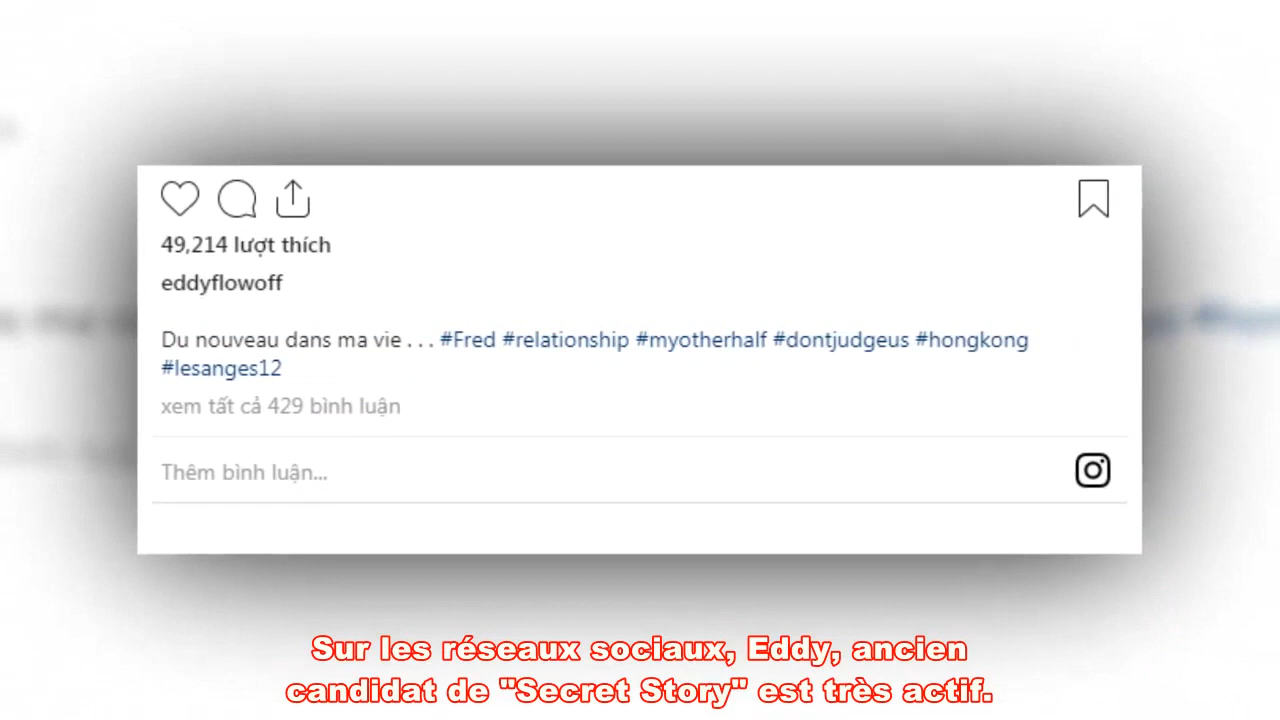 49,214 lượt thích
eddyflowoff
Du nouveau dans ma vie . . . #Fred #relationship #myotherhalf #dontjudgeus #hongkong
#lesanges12
xem tất cả 429 bình luận
Thêm bình luận...
Sur les réseaux sociaux, Eddy, ancien
candidat de "Secret Story" est très actif.